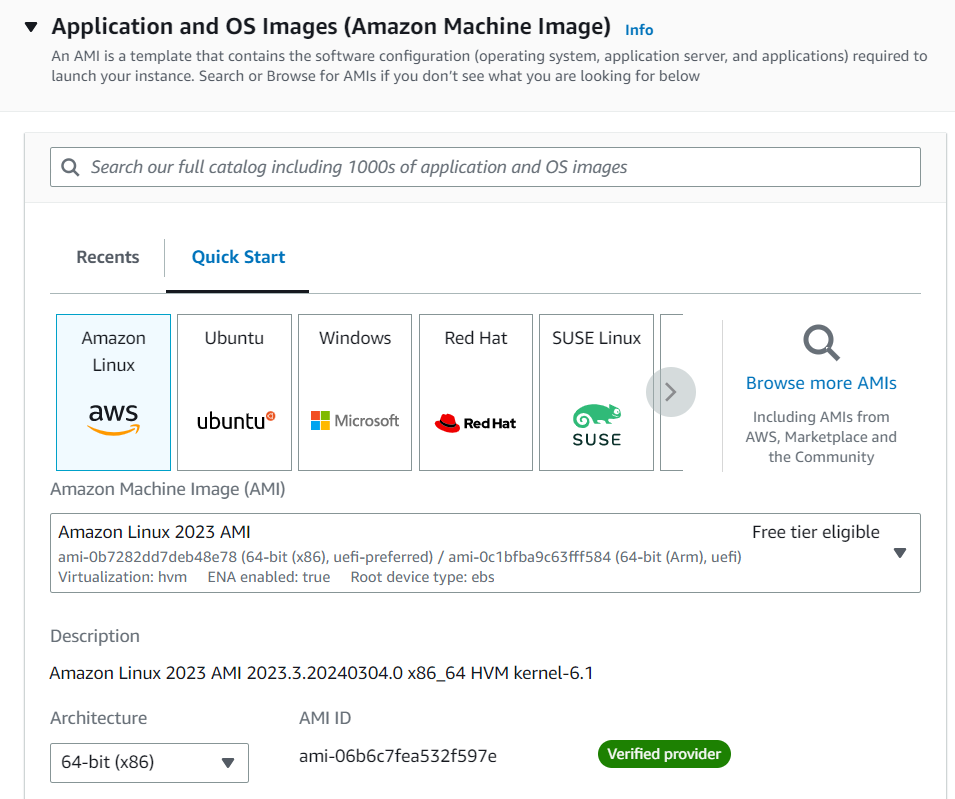 Application and OS Images (Amazon Machine Image) Info
An AMI is a template that contains the software configuration (operating system, application server, and applications) required to
launch your instance. Search or Browse for AMIs if you don't see what you are looking for below
Search our full catalog including 1000s of application and OS images
Recents
Quick Start
Amazon
Linux
aws
Ubuntu
ubuntu
Windows
Microsoft
Red Hat
Red Hat
SUSE Linux
SUSE
Browse more AMIs
Including AMIs from
AWS, Marketplace and
the Community
Amazon Machine Image (AMI)
Amazon Linux 2023 AMI
Free tier eligible
ami-0b7282dd7deb48e78 (64-bit (x86), uefi-preferred) / ami-0c1bfba9c63fff584 (64-bit (Arm), uefi)
Virtualization: hvm ENA enabled: true Root device type: ebs
Description
Amazon Linux 2023 AMI 2023.3.20240304.0 x86_64 HVM kernel-6.1
Architecture
AMI ID
64-bit (x86)
ami-06b6c7fea532f597e
Verified provider